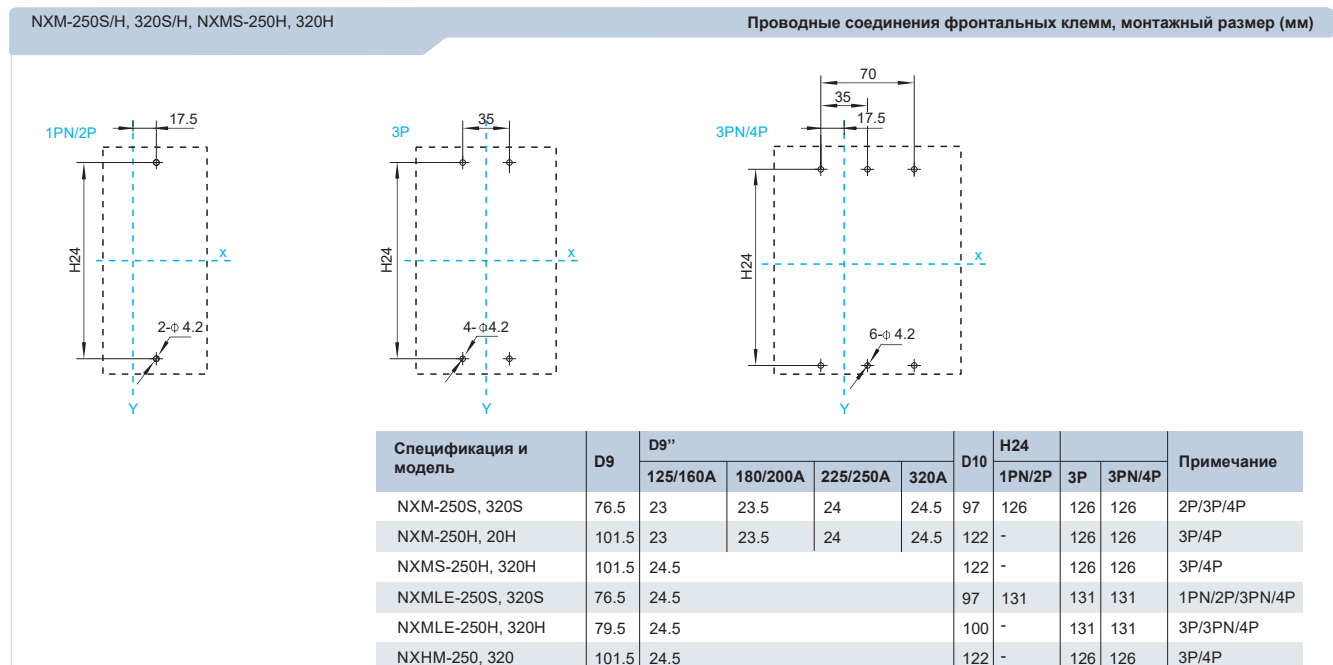 NXM-250S/H, 320S/H, NXMS-250H, 320H
Проводные соединения фронтальных клемм, монтажный размер (мм)
1PN/2P
17.5
H24
x
2-ϕ 4.2
Y
3P
35
H24
x
4-ϕ4.2
Y
3PN/4P
70
35
17.5
H24
x
6-ϕ 4.2
Y
Спецификация и модель D9 D9’’ D10 H24 Примечание
125/160A 180/200A 225/250A 320A 1PN/2P 3P 3PN/4P
NXM-250S, 320S 76.5 23 23.5 24 24.5 97 126 126 126 2P/3P/4P
NXM-250H, 20H 101.5 23 23.5 24 24.5 122 - 126 126 3P/4P
NXMS-250H, 320H 101.5 24.5 122 - 126 126 3P/4P
NXMLE-250S, 320S 76.5 24.5 97 131 131 131 1PN/2P/3PN/4P
NXMLE-250H, 320H 79.5 24.5 100 - 131 131 3P/3PN/4P
NXHM-250, 320 101.5 24.5 122 - 126 126 3P/4P